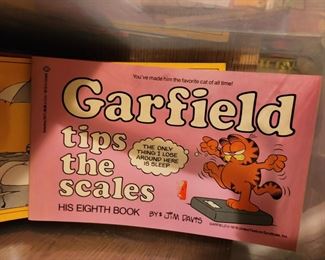 You've made him the favorite cat of all time!
Garfield
tips
the
scales
THE ONLY
THING I LOSE
AROUND HERE
IS SLEEP
HIS EIGHTH BOOK
BY: JIM DAVIS